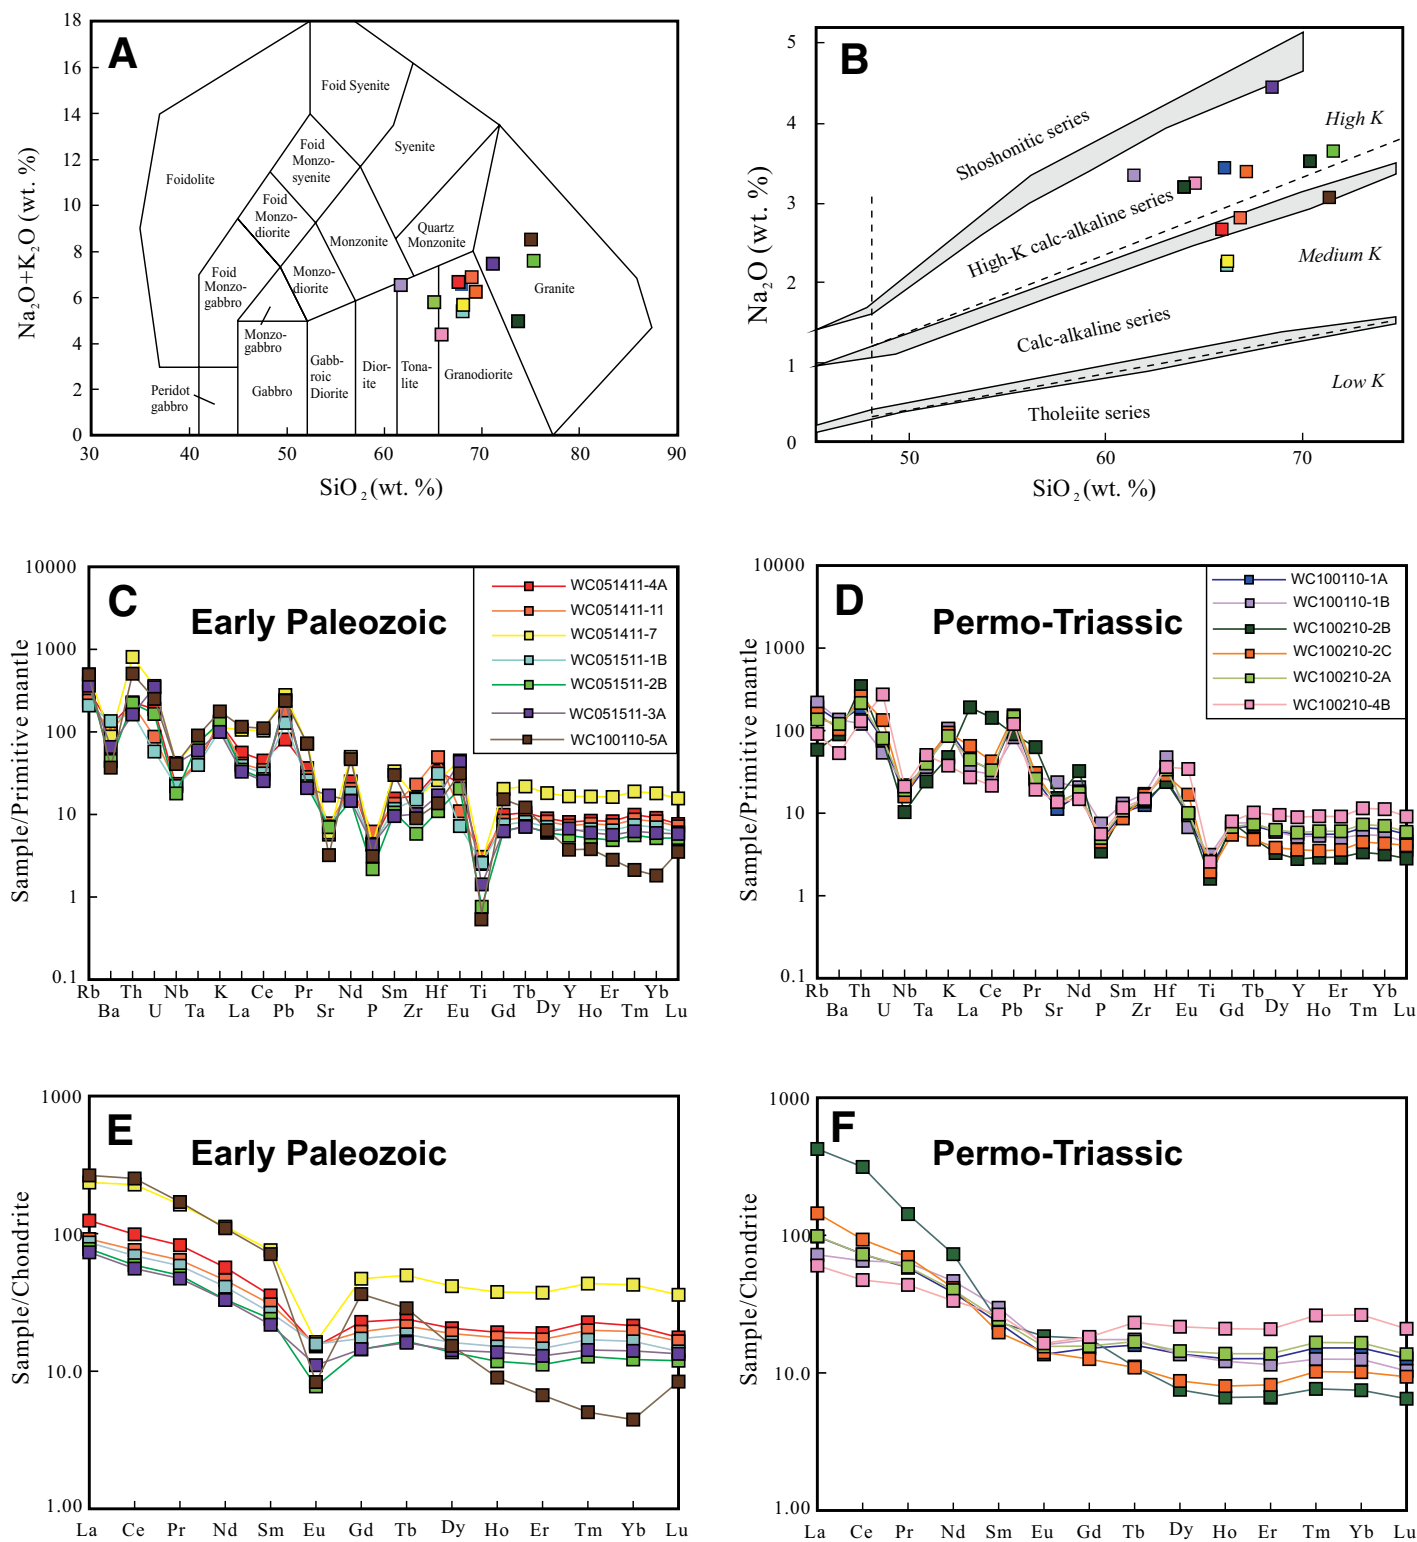 A
18
16
14
12
10
8
6
4
2
0
30
40
50
60
70
80
90
Na2O+K2O (wt. %)
SiO2 (wt. %)
Foid Syenite
Foidolite
Foid
Monzo-
syenite
Syenite
Foid
Monzo-
diorite
Monzonite
Quartz
Monzonite
Foid
Monzo-
gabbro
Monzo-
diorite
Granite
Monzo-
gabbro
Peridot
gabbro
Gabbro
Gabb-
roic
Diorite
Dior-
ite
Tona-
lite
Granodiorite
B
5
4
3
2
1
0
50
60
70
Na2O (wt. %)
SiO2 (wt. %)
Shoshonitic series
High K
High-K calc-alkaline series
Medium K
Calc-alkaline series
Low K
Tholeiite series
C
Early Paleozoic
10000
1000
100
10
1
0.1
Sample/Primitive mantle
WC051411-4A
WC051411-11
WC051411-7
WC051511-1B
WC051511-2B
WC051511-3A
WC100110-5A
Rb Th Nb K Ce Pr Nd Sm Hf Ti Tb Y Er Yb
Ba U Ta La Pb Sr P Zr Eu Gd Dy Ho Tm Lu
D
Permo-Triassic
10000
1000
100
10
1
0.1
Sample/Primitive mantle
WC100110-1A
WC100110-1B
WC100210-2B
WC100210-2C
WC100210-2A
WC100210-4B
Rb Th Nb K Ce Pr Nd Sm Hf Ti Tb Y Er Yb
Ba U Ta La Pb Sr P Zr Eu Gd Dy Ho Tm Lu
E
Early Paleozoic
1000
100
10.0
1.00
Sample/Chondrite
La Ce Pr Nd Sm Eu Gd Tb Dy Ho Er Tm Yb Lu
F
Permo-Triassic
1000
100
10.0
1.00
Sample/Chondrite
La Ce Pr Nd Sm Eu Gd Tb Dy Ho Er Tm Yb Lu